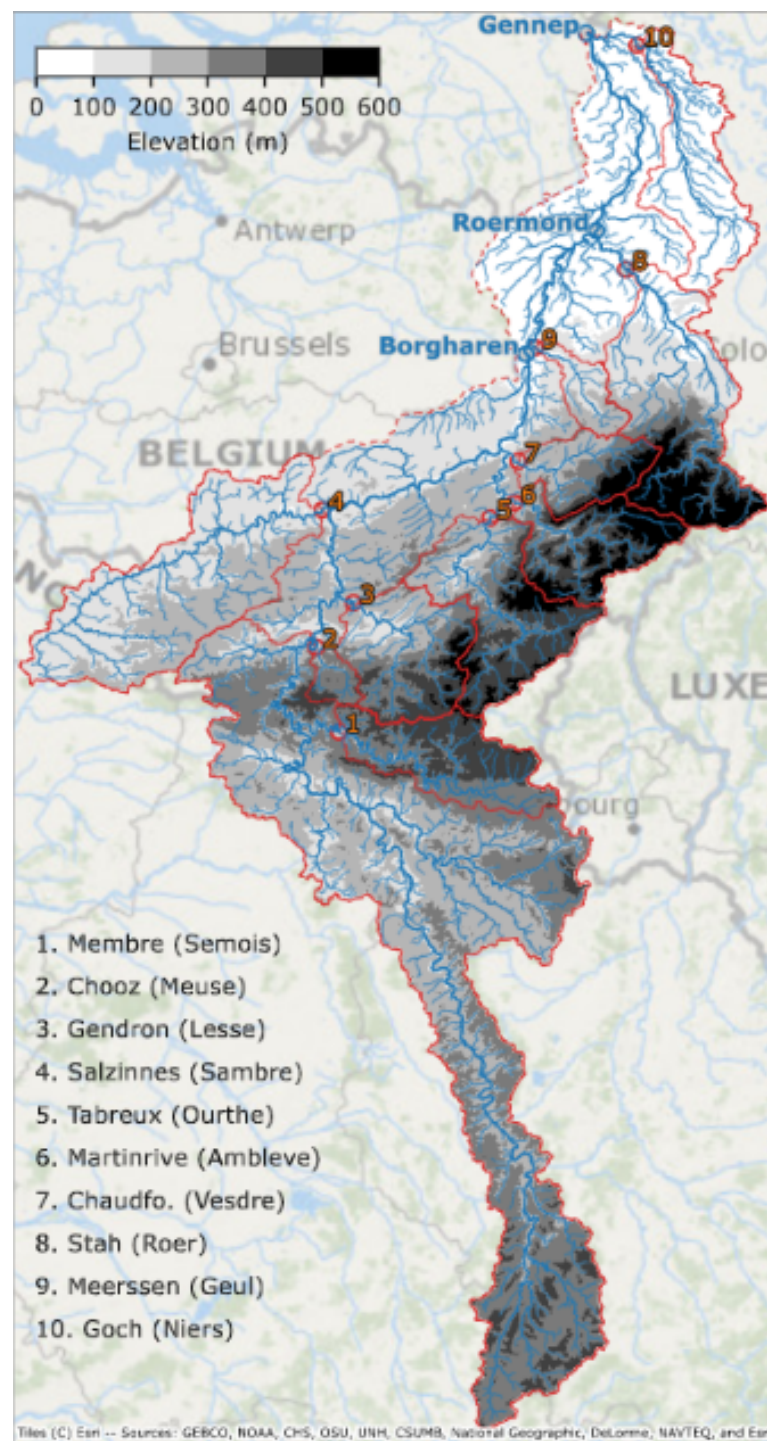 Gennep
10
0 100 200 300 400 500 600
Elevation (m)
Antwerp
Roermond
8
Brussels
Borgharen
9
Colo
BELGIUM
7
4
5
6
3
2
LUXE
1
bourg
1. Membre (Semois)
2. Chooz (Meuse)
3. Gendron (Lesse)
4. Salzinnes (Sambre)
5. Tabreux (Ourthe)
6. Martinrive (Ambleve)
7. Chaudfo. (Vesdre)
8. Stah (Roer)
9. Meerssen (Geul)
10. Goch (Niers)
Tiles (C) Esri -- Sources: GEBCO, NOAA, CHS, OSU, UNH, CSUMB, National Geographic, DeLorme, NAVTEQ, and Esr